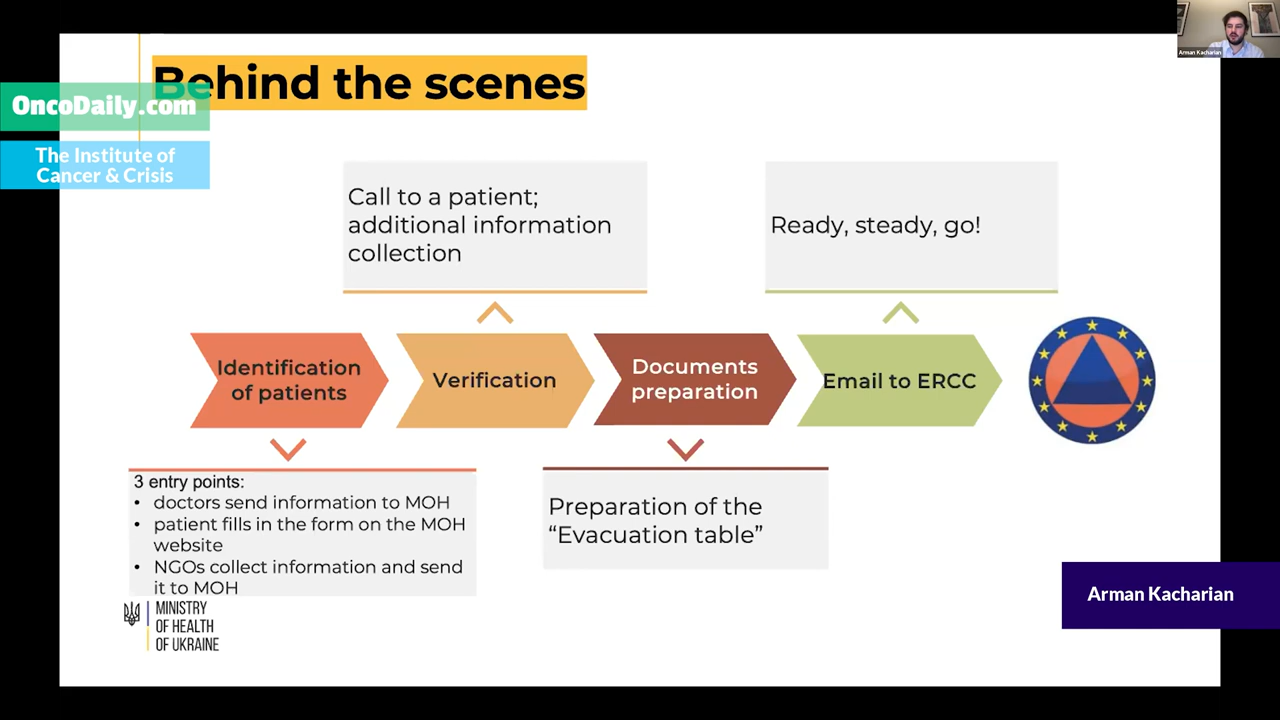 Arman Kacharian
Behind the scenes
OncoDaily.com
The Institute of
Cancer & Crisis
Call to a patient;
additional information
collection
Ready, steady, go!
Identification
of patients
Verification
Documents
preparation
Email to ERCC
3 entry points:
• doctors send information to MOH
• patient fills in the form on the MOH
website
• NGOs collect information and send
it to MOH
Preparation of the
“Evacuation table”
MINISTRY
OF HEALTH
OF UKRAINE
Arman Kacharian